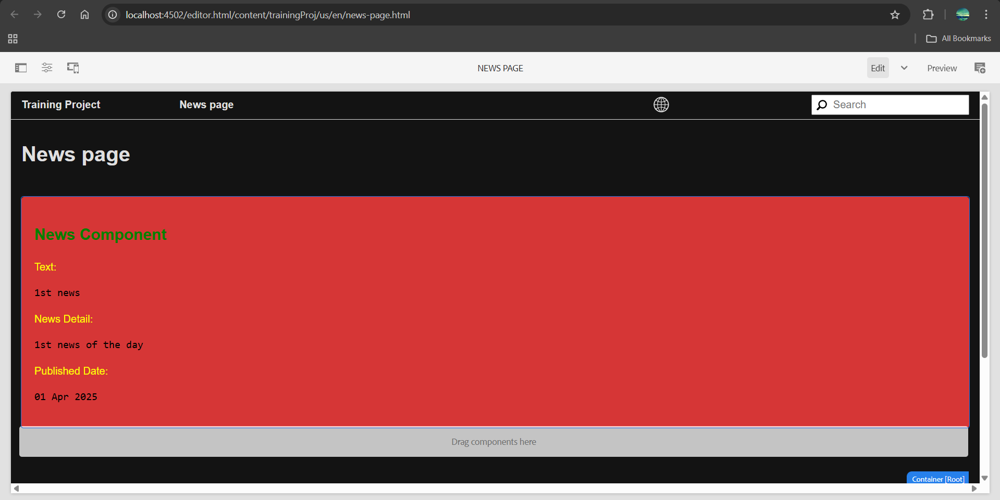 localhost:4502/editor.html/content/trainingProj/us/en/news-page.html
All Bookmarks
NEWS PAGE
Edit
Preview
Training Project
News page
Search
News page
News Component
Text:
1st news
News Detail:
1st news of the day
Published Date:
01 Apr 2025
Drag components here
Container [Root]